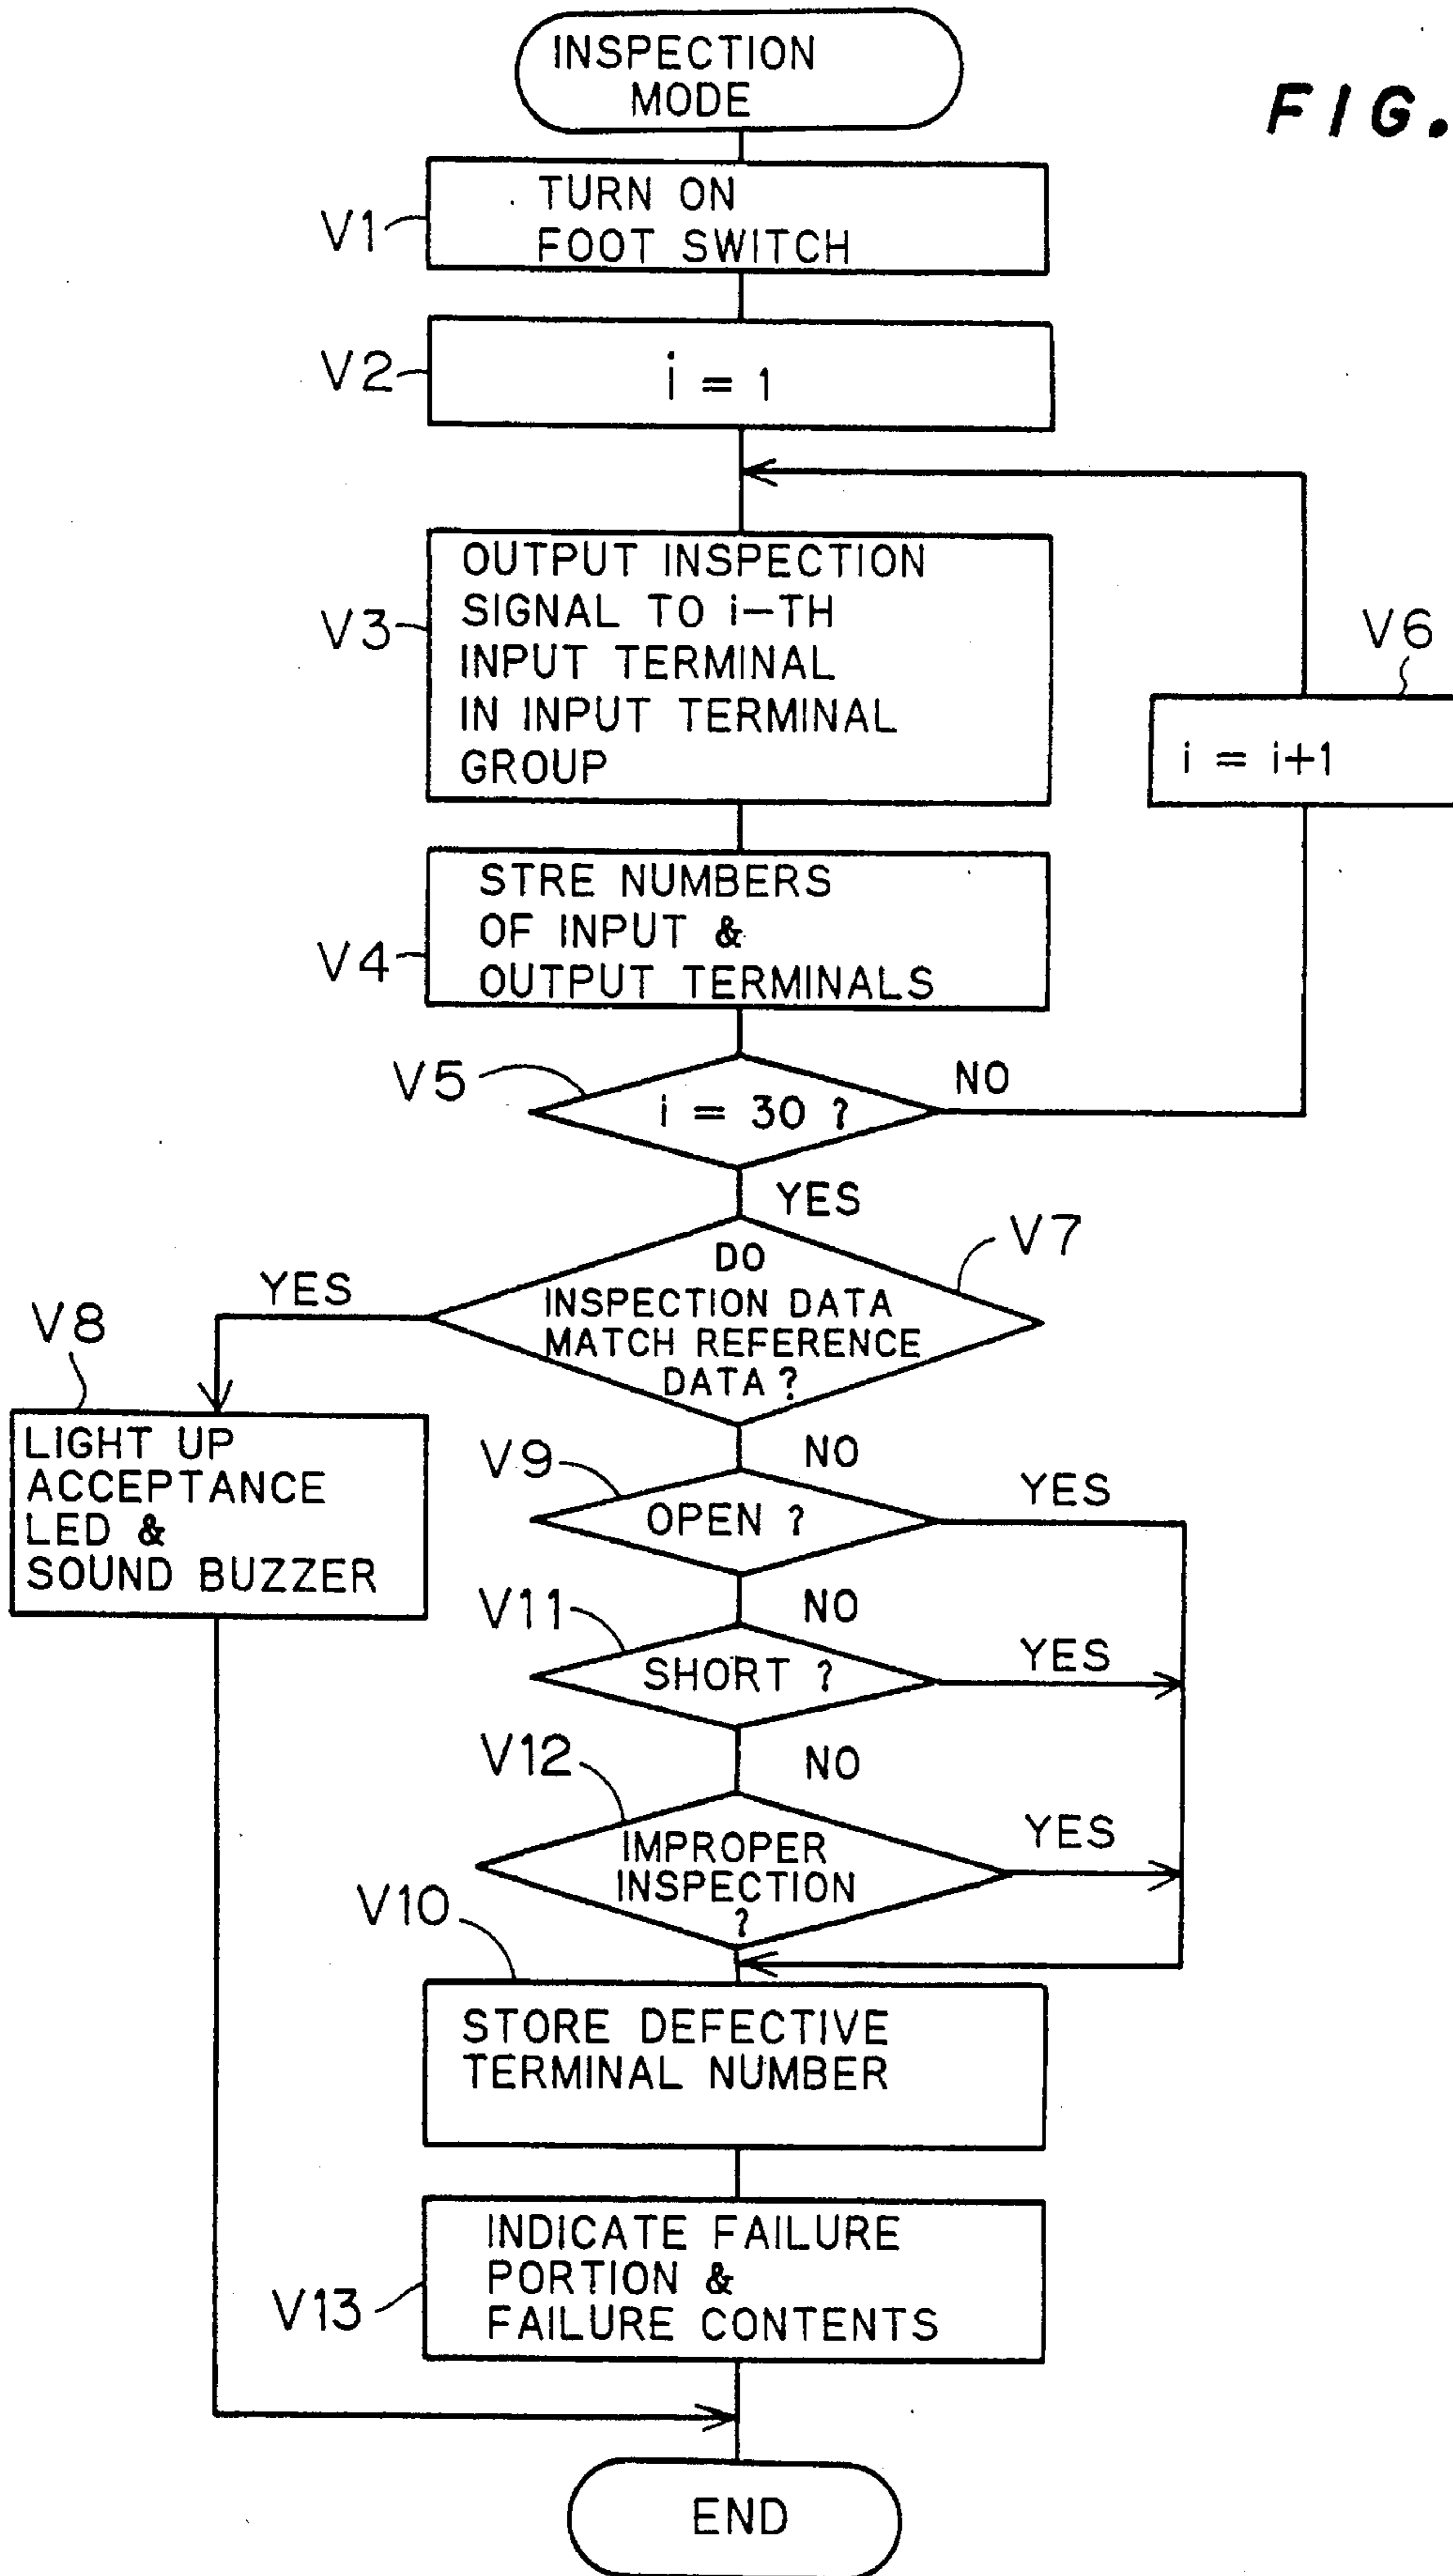 INSPECTION
MODE
FIG.
V1
TURN ON
FOOT SWITCH
V2
i = 1
V3
OUTPUT INSPECTION
SIGNAL TO i-TH
INPUT TERMINAL
IN INPUT TERMINAL
GROUP
V6
i = i+1
V4
STRE NUMBERS
OF INPUT &
OUTPUT TERMINALS
V5
i = 30 ?
NO
YES
V7
DO
INSPECTION DATA
MATCH REFERENCE
DATA ?
YES
V8
LIGHT UP
ACCEPTANCE
LED &
SOUND BUZZER
NO
V9
OPEN ?
YES
NO
V11
SHORT ?
YES
NO
V12
IMPROPER
INSPECTION
?
YES
V10
STORE DEFECTIVE
TERMINAL NUMBER
V13
INDICATE FAILURE
PORTION &
FAILURE CONTENTS
END